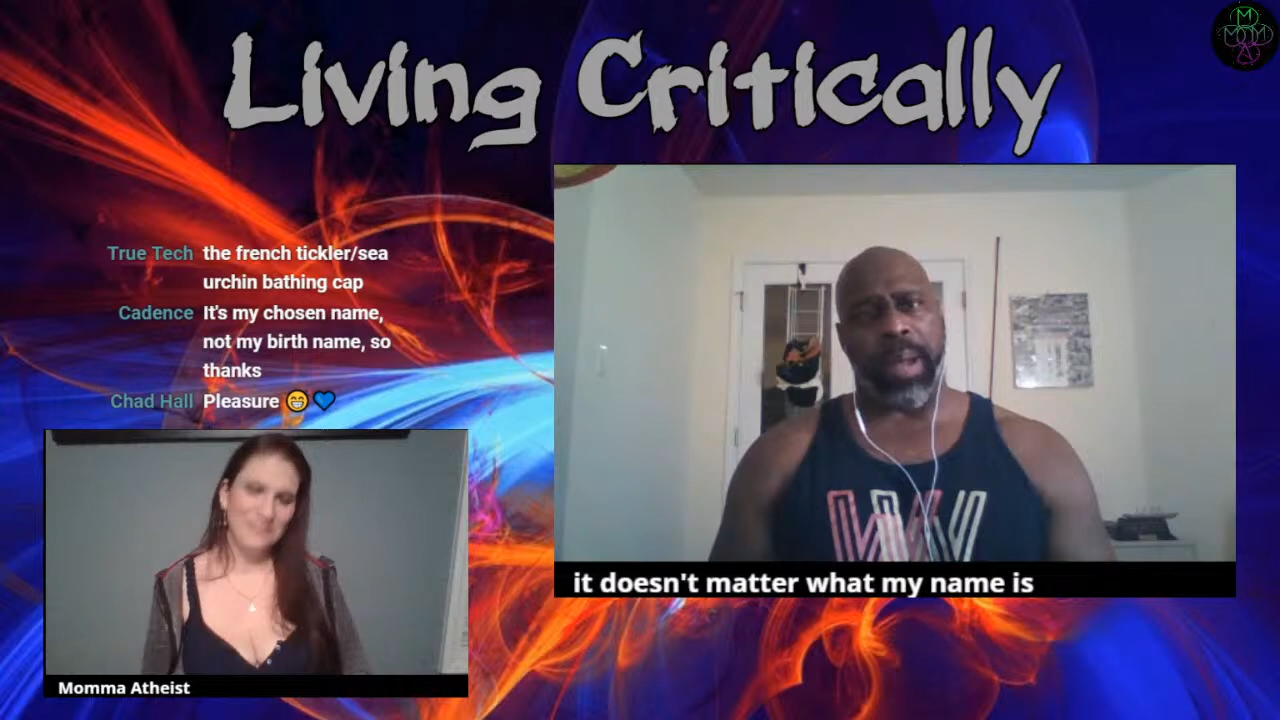 Living Critically
True Tech the french tickler/sea
urchin bathing cap
Cadence It's my chosen name,
not my birth name, so
thanks
Chad Hall Pleasure 😁💙
it doesn't matter what my name is
Momma Atheist